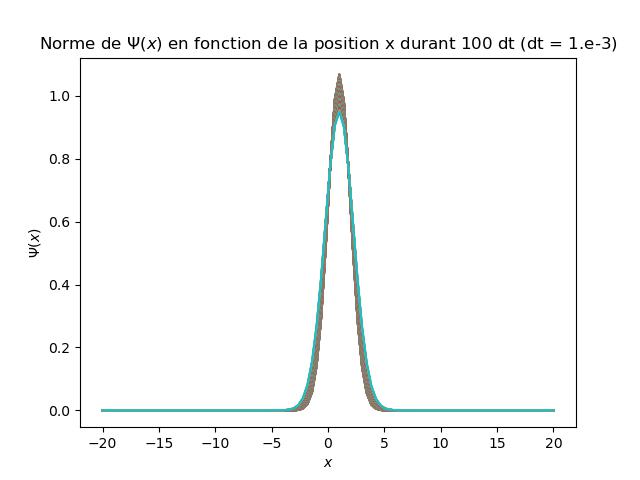 Norme de Ψ(x) en fonction de la position x durant 100 dt (dt = 1.e-3)
1.0
0.8
0.6
0.4
0.2
0.0
Ψ(x)
−20 −15 −10 −5 0 5 10 15 20
x